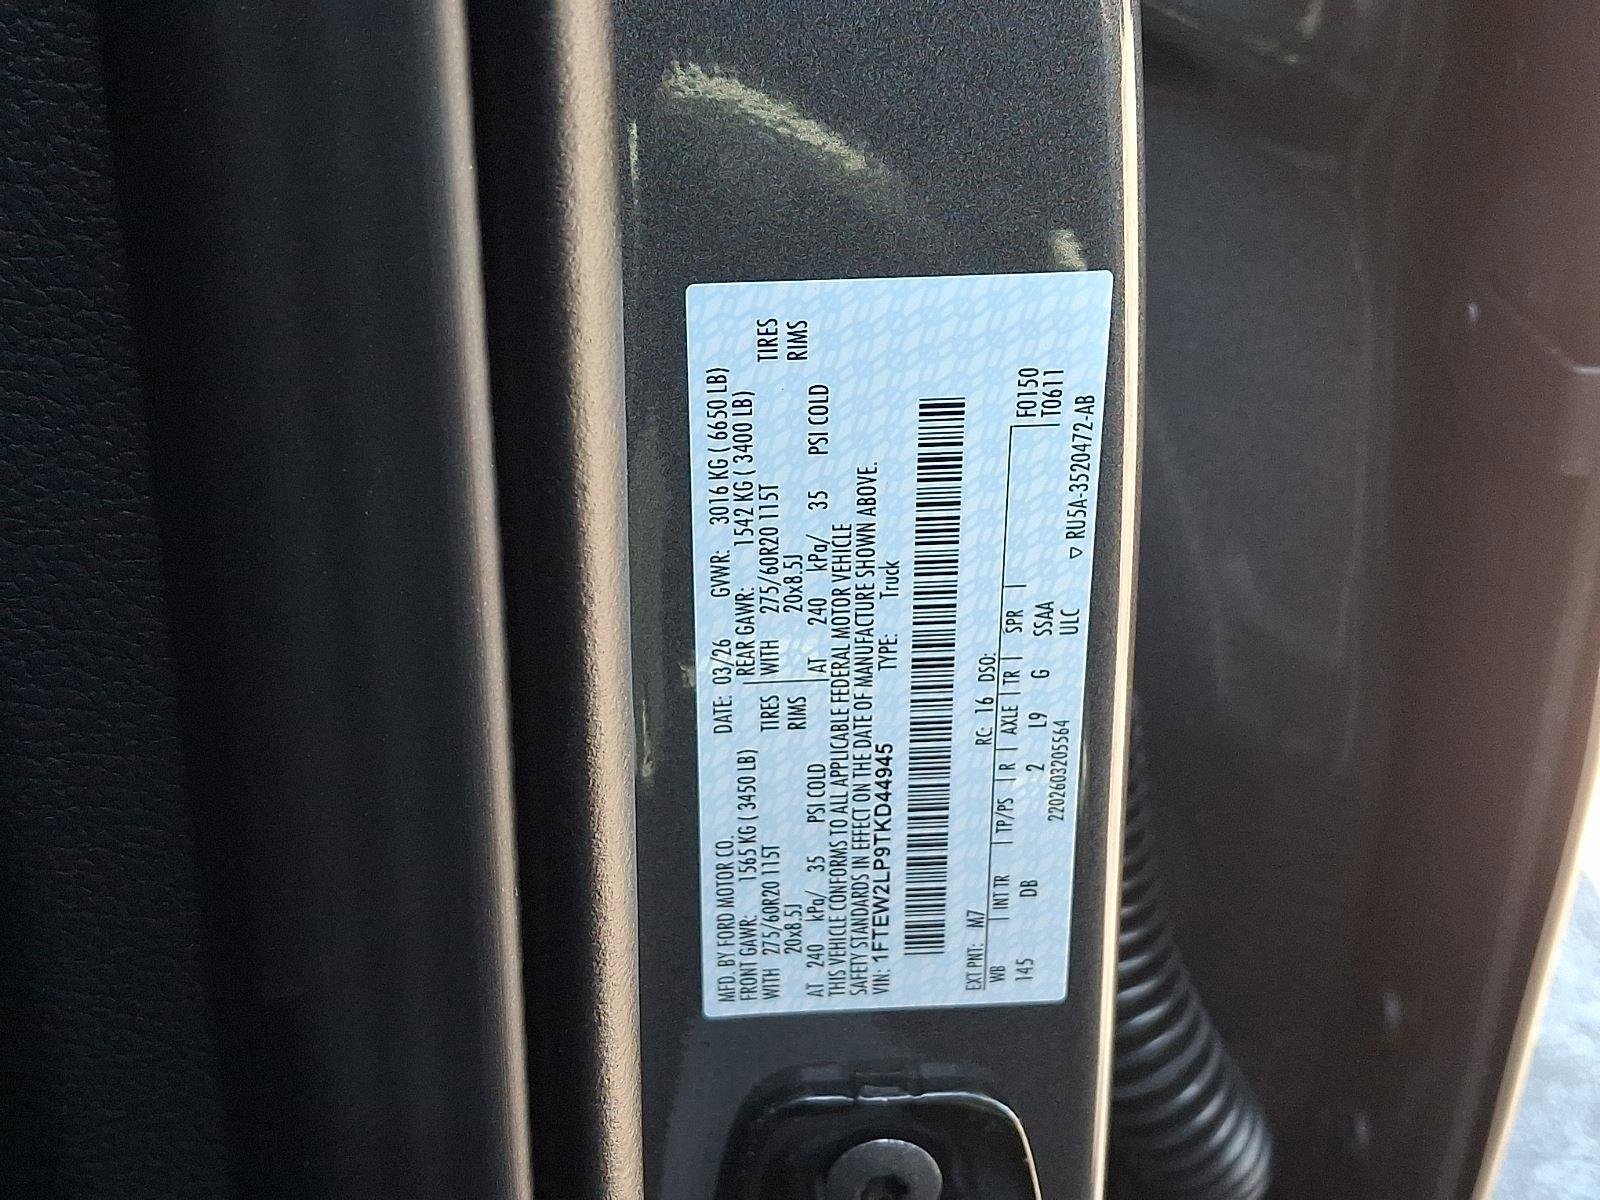 MFD. BY FORD MOTOR CO. DATE: 03/26 GVWR: 3016 KG ( 6650 LB)
FRONT GAWR: 1565 KG ( 3450 LB) REAR GAWR: 1542 KG ( 3400 LB)
WITH 275/60R20 115T TIRES WITH 275/60R20 115T TIRES
20x8.5J RIMS 20x8.5J RIMS
AT 240 kPa/ 35 PSI COLD AT 240 kPa/ 35 PSI COLD
THIS VEHICLE CONFORMS TO ALL APPLICABLE FEDERAL MOTOR VEHICLE
SAFETY STANDARDS IN EFFECT ON THE DATE OF MANUFACTURE SHOWN ABOVE.
VIN: 1FTEW2LP9TKD44945 TYPE: Truck
EXT PNT: M7 RC: 16 DSO:
WB INT TR TP/PS R AXLE TR SPR F0150
145 DB 2 L9 G SSAA T0611
2202603205564 ULC
▽ RU5A-3520472-AB